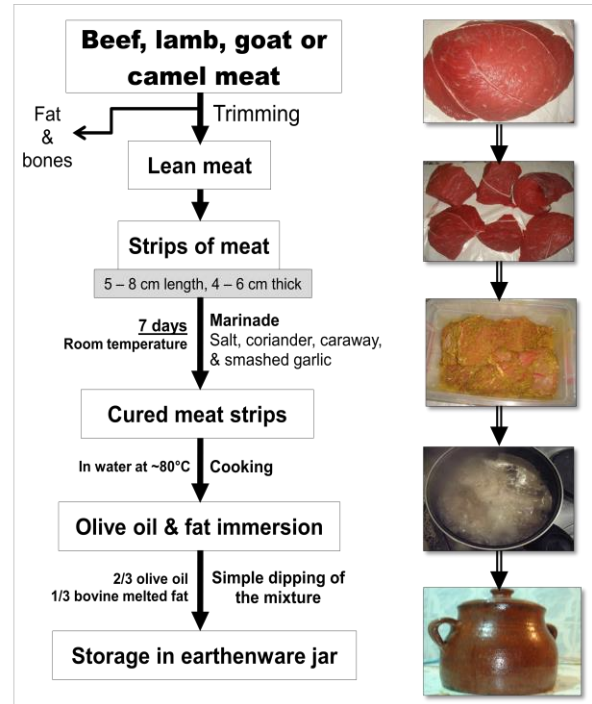 Beef, lamb, goat or
camel meat
Fat
&
bones
Trimming
Lean meat
Strips of meat
5 – 8 cm length, 4 – 6 cm thick
7 days
Room temperature
Marinade
Salt, coriander, caraway,
& smashed garlic
Cured meat strips
In water at ~80°C
Cooking
Olive oil & fat immersion
2/3 olive oil
1/3 bovine melted fat
Simple dipping of
the mixture
Storage in earthenware jar